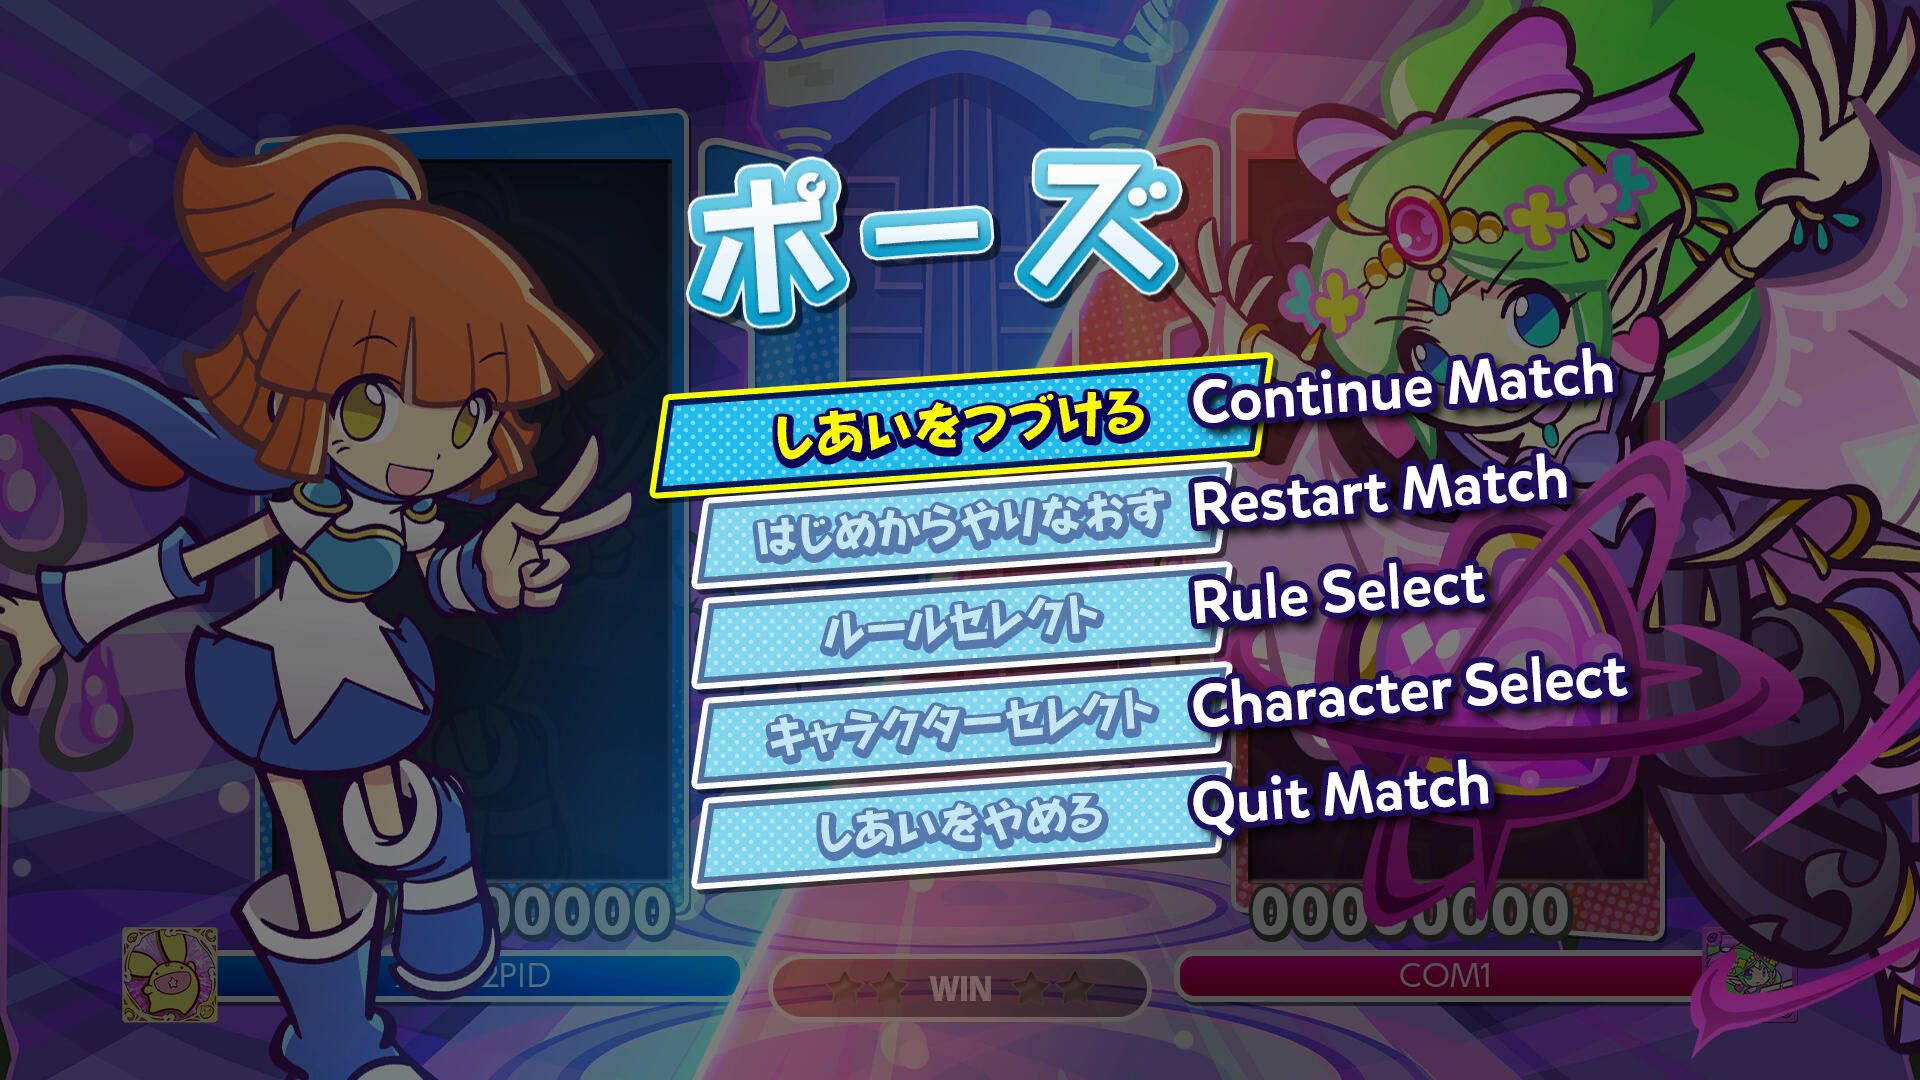 ポーズ
しあいをつづける Continue Match
はじめからやりなおす Restart Match
ルールセレクト Rule Select
キャラクターセレクト Character Select
しあいをやめる Quit Match
WIN
COM1